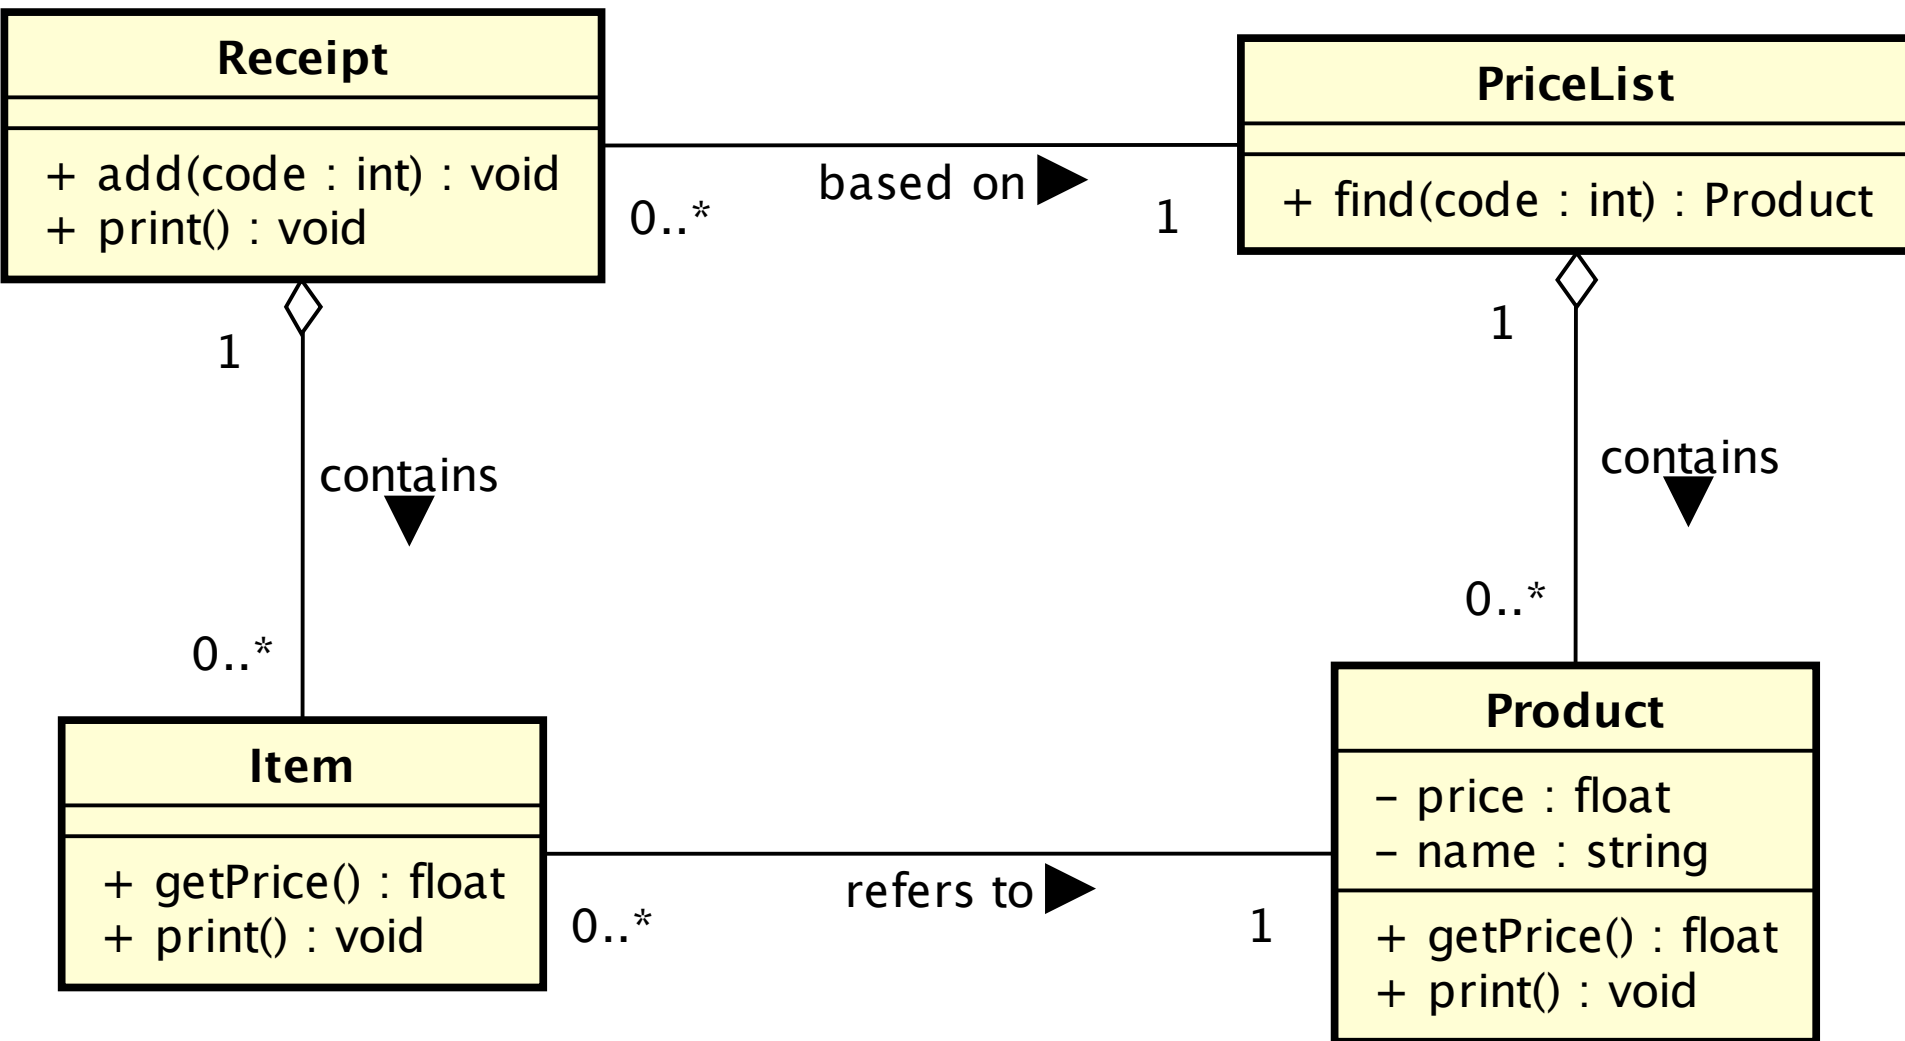 Receipt
+ add(code : int) : void
+ print() : void
PriceList
+ find(code : int) : Product
based on
0..*
1
1
contains
0..*
1
contains
0..*
Item
+ getPrice() : float
+ print() : void
refers to
0..*
1
Product
– price : float
– name : string
+ getPrice() : float
+ print() : void